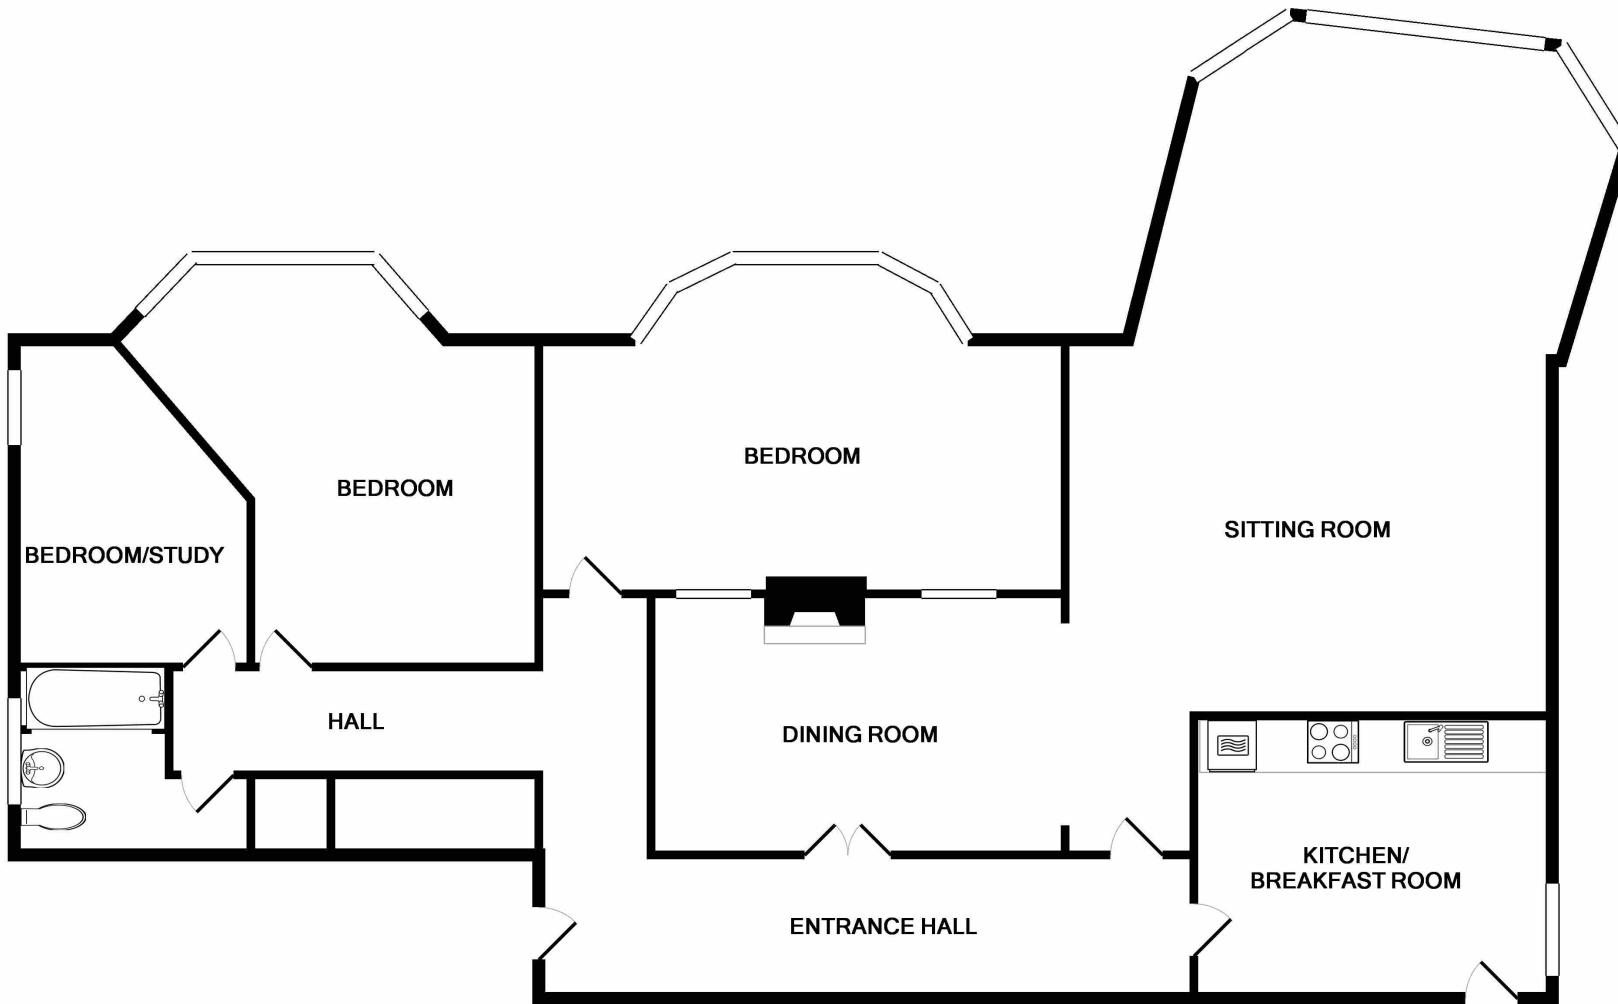 BEDROOM
BEDROOM
SITTING ROOM
BEDROOM/STUDY
HALL
DINING ROOM
KITCHEN/
BREAKFAST ROOM
ENTRANCE HALL